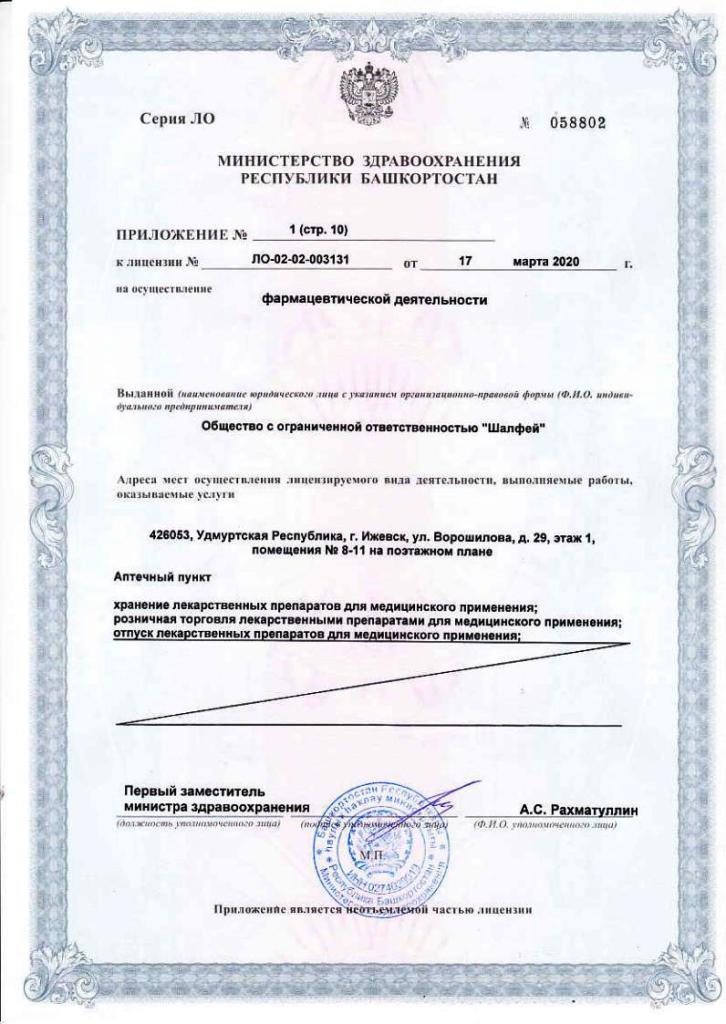 Серия ЛО
№ 058802
МИНИСТЕРСТВО ЗДРАВООХРАНЕНИЯ
РЕСПУБЛИКИ БАШКОРТОСТАН
ПРИЛОЖЕНИЕ № 1 (стр. 10)
к лицензии № ЛО-02-02-003131 от 17 марта 2020 г.
на осуществление
фармацевтической деятельности
Выданной (наименование юридического лица с указанием организационно-правовой формы (Ф.И.О. индиви-
дуального предпринимателя)
Общество с ограниченной ответственностью "Шалфей"
Адреса мест осуществления лицензируемого вида деятельности, выполняемые работы,
оказываемые услуги
426053, Удмуртская Республика, г. Ижевск, ул. Ворошилова, д. 29, этаж 1,
помещения № 8-11 на поэтажном плане
Аптечный пункт
хранение лекарственных препаратов для медицинского применения;
розничная торговля лекарственными препаратами для медицинского применения;
отпуск лекарственных препаратов для медицинского применения;
Первый заместитель
министра здравоохранения
А.С. Рахматуллин
(должность уполномоченного лица) (подпись уполномоченного лица) (Ф.И.О. уполномоченного лица)
М.П.
Республика Башкортостан
Приложение является неотъемлемой частью лицензии